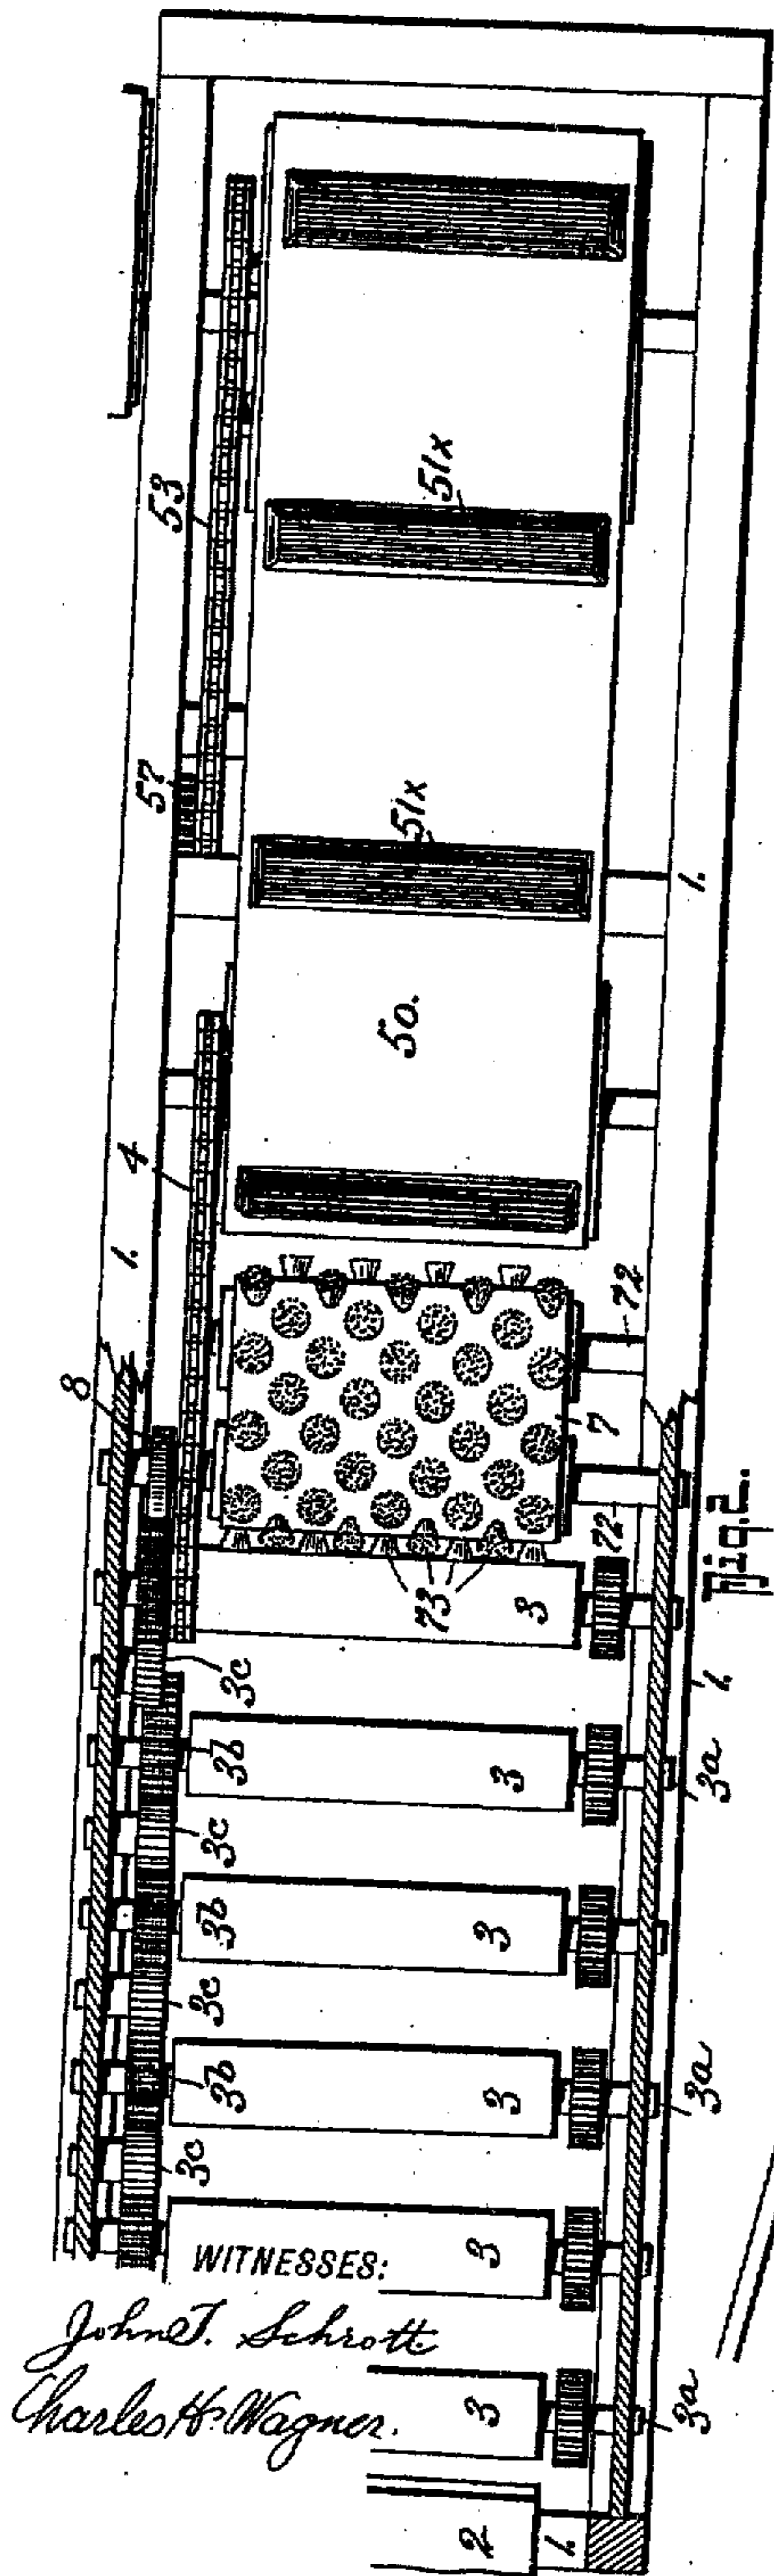 53
57
51x
51x
50.
1.
4
1.
8
72
7
72
73
3
3c
3b
3
3c
3a
1.
3b
3
3c
3b
3
3a
3c
3
3
3a
2
1.
Fig. 2.
WITNESSES:
John T. Schrott
Charles H. Wagner.